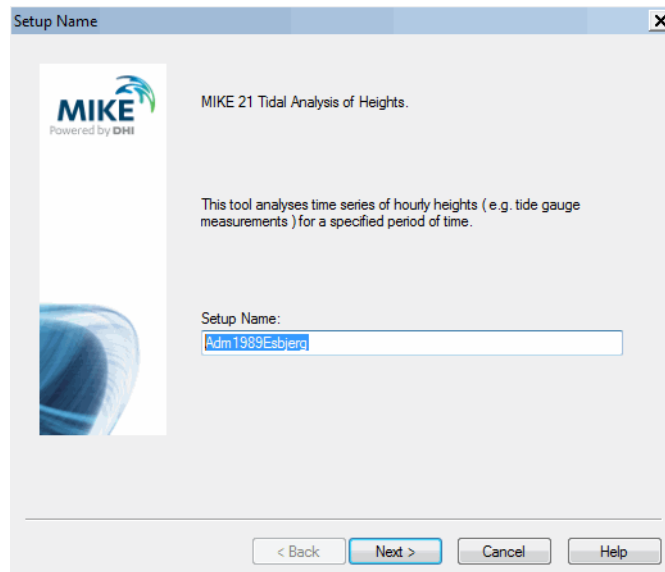 Setup Name
MIKE
Powered by DHI
MIKE 21 Tidal Analysis of Heights.
This tool analyses time series of hourly heights ( e.g. tide gauge
measurements ) for a specified period of time.
Setup Name:
Adm1989Esbjerg
< Back
Next >
Cancel
Help